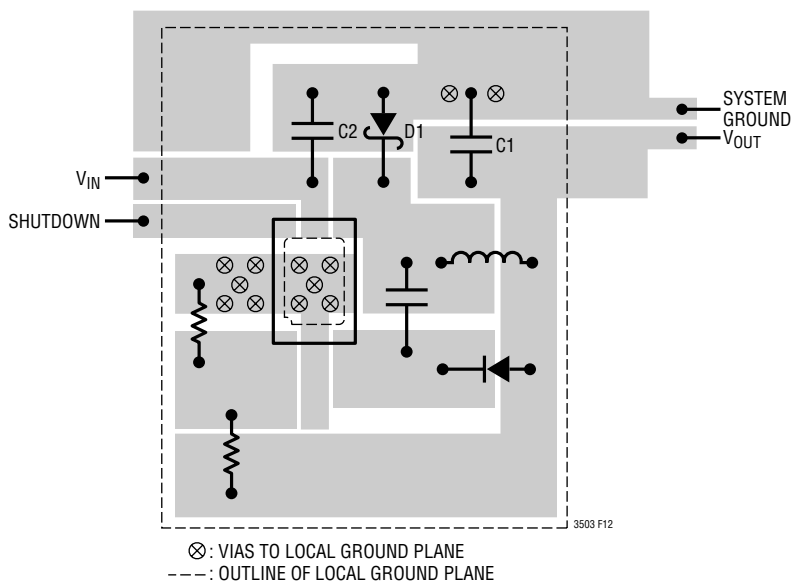 SYSTEM
GROUND
C2
D1
C1
VOUT
VIN
SHUTDOWN
3503 F12
⊗: VIAS TO LOCAL GROUND PLANE
---: OUTLINE OF LOCAL GROUND PLANE